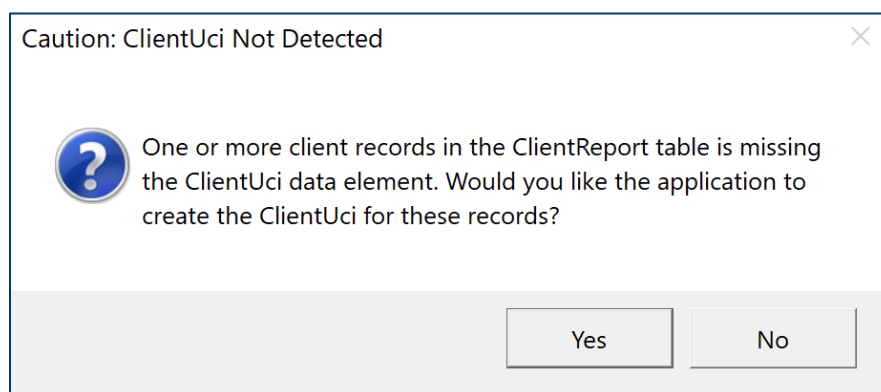 Caution: ClientUci Not Detected
One or more client records in the ClientReport table is missing
the ClientUci data element. Would you like the application to
create the ClientUci for these records?
Yes
No